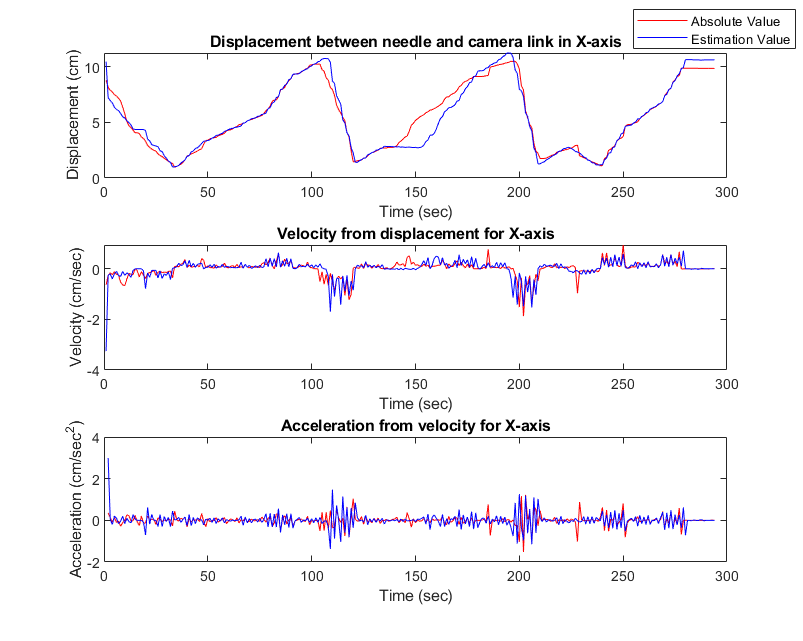 Absolute Value
Estimation Value
Displacement between needle and camera link in X-axis
Displacement (cm)
10
5
0
0 50 100 150 200 250 300
Time (sec)
Velocity from displacement for X-axis
Velocity (cm/sec)
0
-2
-4
0 50 100 150 200 250 300
Time (sec)
Acceleration from velocity for X-axis
Acceleration (cm/sec²)
4
2
0
-2
0 50 100 150 200 250 300
Time (sec)